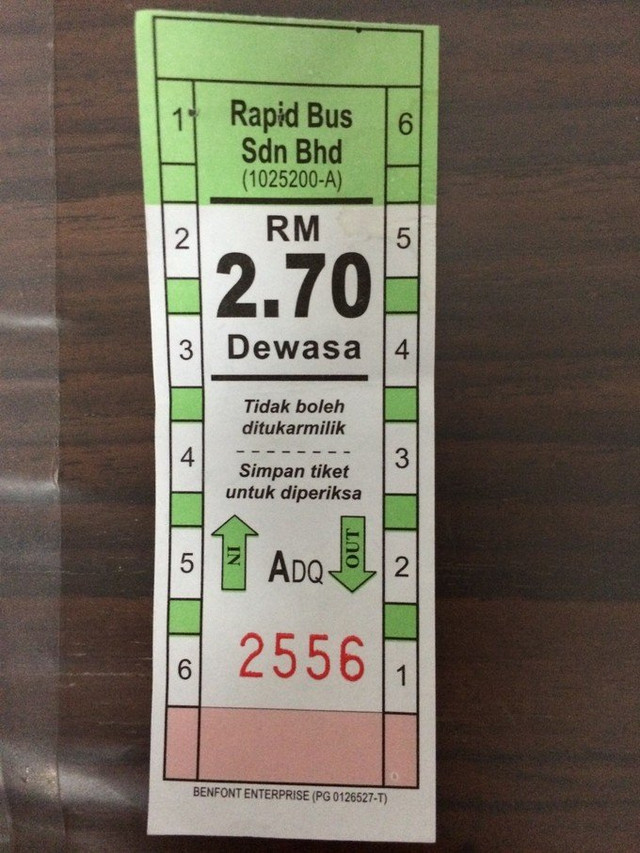 Rapid Bus
Sdn Bhd
(1025200-A)
RM
2.70
Dewasa
Tidak boleh
ditukarmilik
Simpan tiket
untuk diperiksa
IN
ADQ
OUT
2556
1
2
3
4
5
6
6
5
4
3
2
1
BENFONT ENTERPRISE (PG 0126527-T)